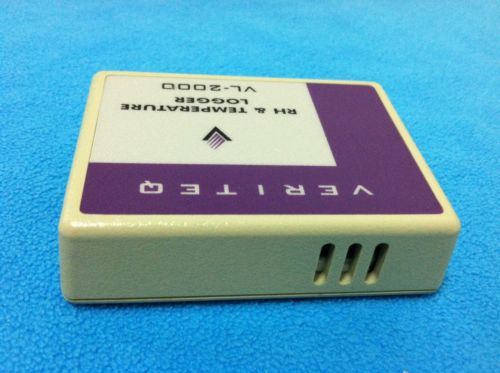 VERITEQ
RH & TEMPERATURE
LOGGER
VL-2000